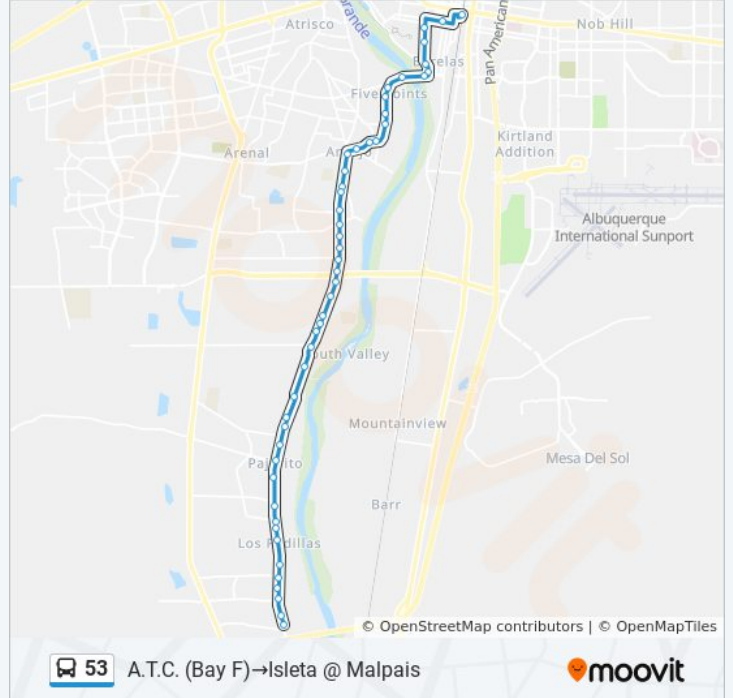 Atrisco
Nob Hill
Pan American
Barelas
Five Points
Kirtland
Addition
Arenal
Albuquerque
International Sunport
South Valley
Mountainview
Pajarito
Mesa Del Sol
Barr
Los Padillas
© OpenStreetMap contributors | © OpenMapTiles
53 A.T.C. (Bay F)→Isleta @ Malpais
moovit